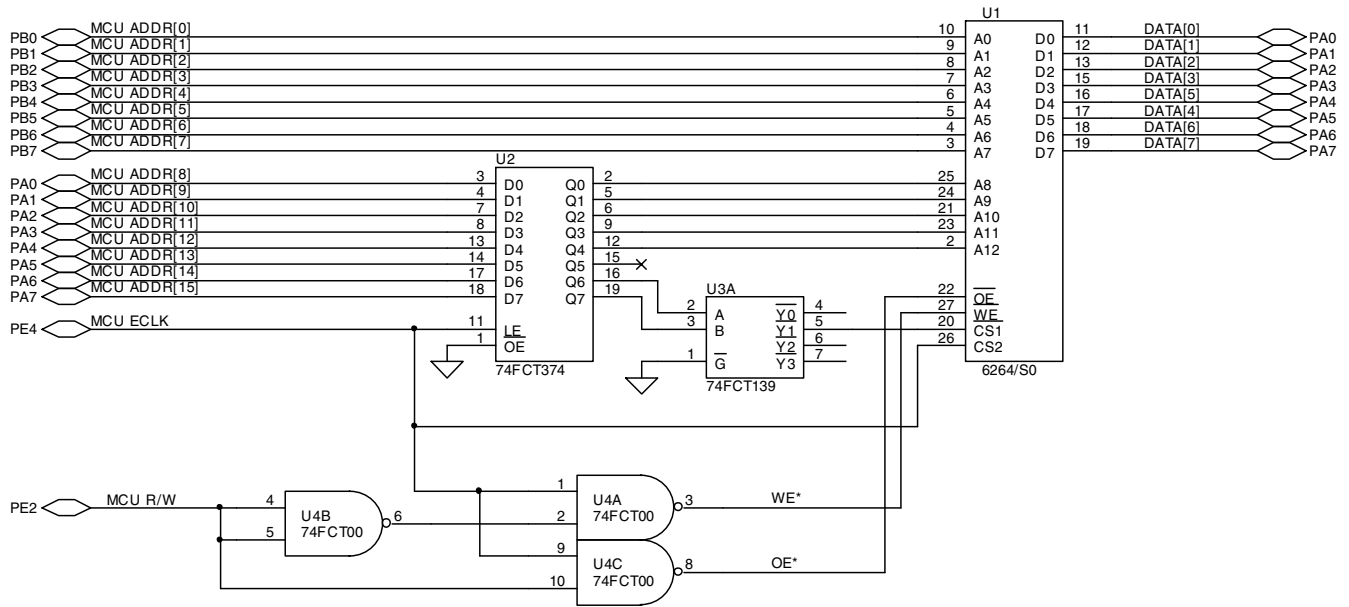 U1
PB0 MCU ADDR[0] 10 A0 D0 11 DATA[0] PA0
PB1 MCU ADDR[1] 9 A1 D1 12 DATA[1] PA1
PB2 MCU ADDR[2] 8 A2 D2 13 DATA[2] PA2
PB3 MCU ADDR[3] 7 A3 D3 15 DATA[3] PA3
PB4 MCU ADDR[4] 6 A4 D4 16 DATA[5] PA4
PB5 MCU ADDR[5] 5 A5 D5 17 DATA[4] PA5
PB6 MCU ADDR[6] 4 A6 D6 18 DATA[6] PA6
PB7 MCU ADDR[7] 3 A7 D7 19 DATA[7] PA7
U2
PA0 MCU ADDR[8] 3 D0 Q0 2 25 A8
PA1 MCU ADDR[9] 4 D1 Q1 5 24 A9
PA2 MCU ADDR[10] 7 D2 Q2 6 21 A10
PA3 MCU ADDR[11] 8 D3 Q3 9 23 A11
PA4 MCU ADDR[12] 13 D4 Q4 12 2 A12
PA5 MCU ADDR[13] 14 D5 Q5 15
PA6 MCU ADDR[14] 17 D6 Q6 16
PA7 MCU ADDR[15] 18 D7 Q7 19 U3A 22 OE
2 A Y0 4 27 WE
PE4 MCU ECLK 11 LE 3 B Y1 5 20 CS1
1 OE Y2 6 26 CS2
1 G Y3 7
74FCT374 74FCT139 6264/S0
PE2 MCU R/W 4 5 U4B 74FCT00 6
1 2 U4A 74FCT00 3 WE*
9 10 U4C 74FCT00 8 OE*